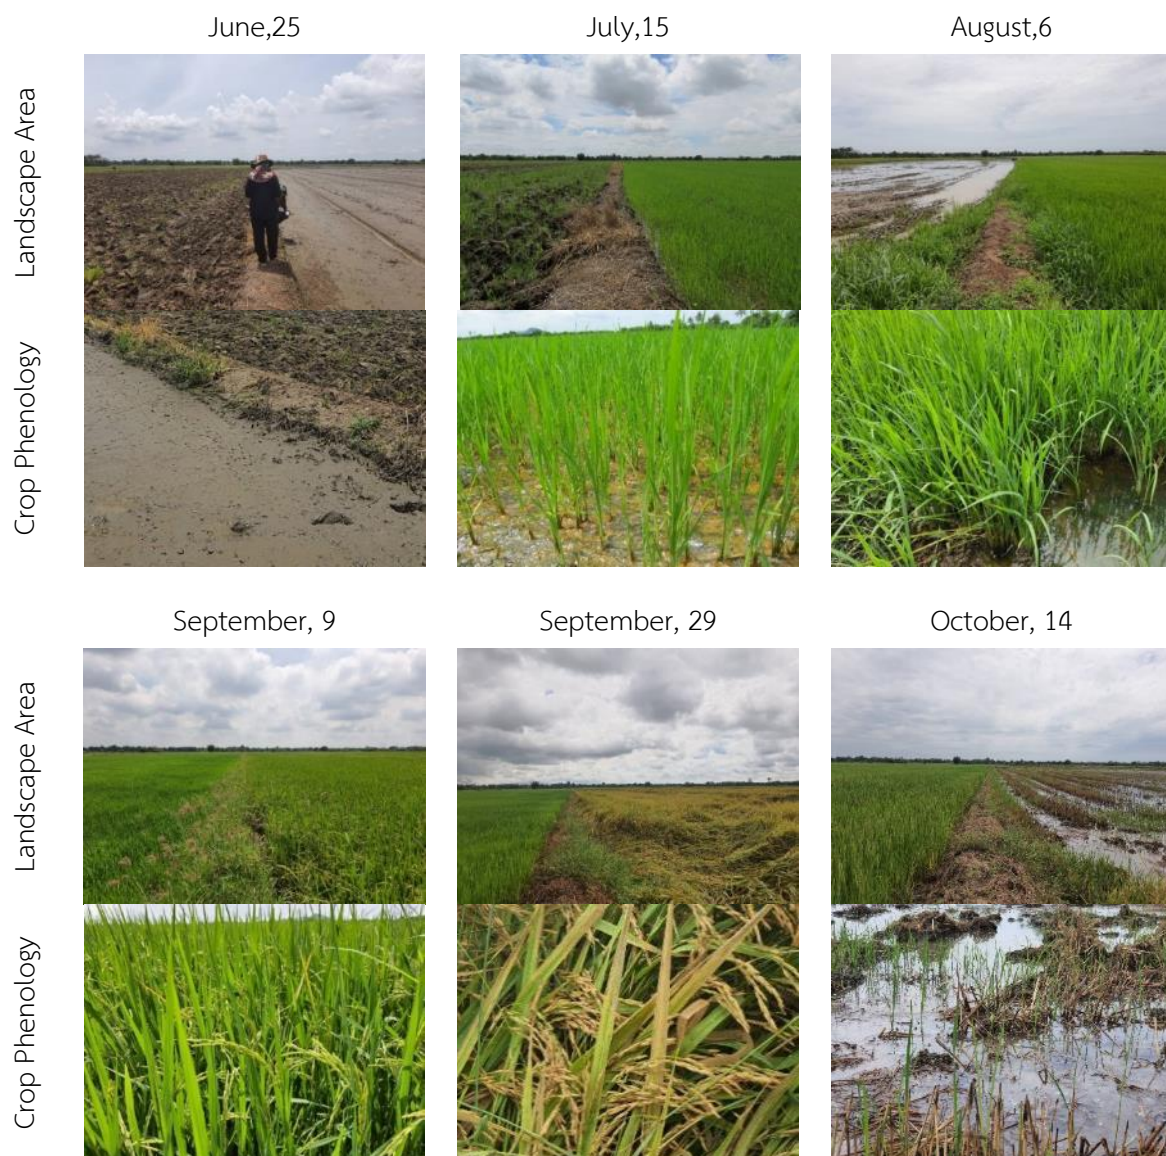 June,25
July,15
August,6
Landscape Area
Crop Phenology
September, 9
September, 29
October, 14
Landscape Area
Crop Phenology